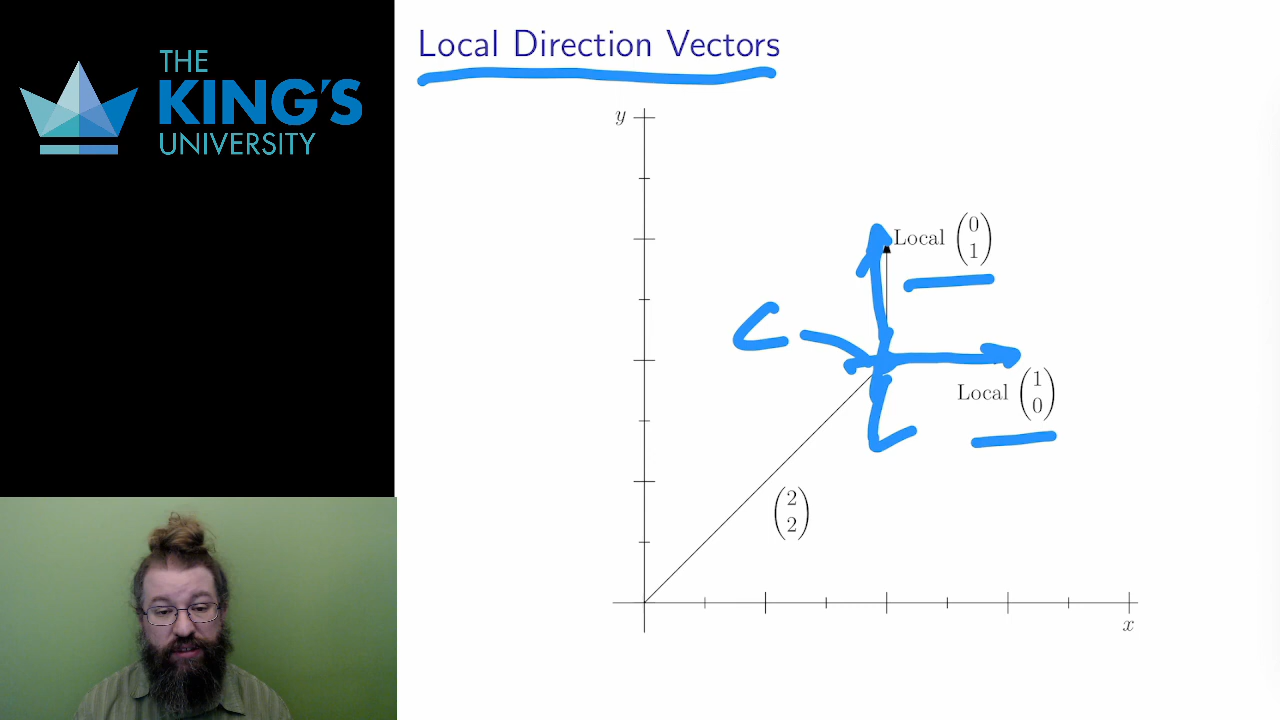 THE
KING'S
UNIVERSITY
Local Direction Vectors
y
Local (0 1)
C
Local (1 0)
(2 2)
x